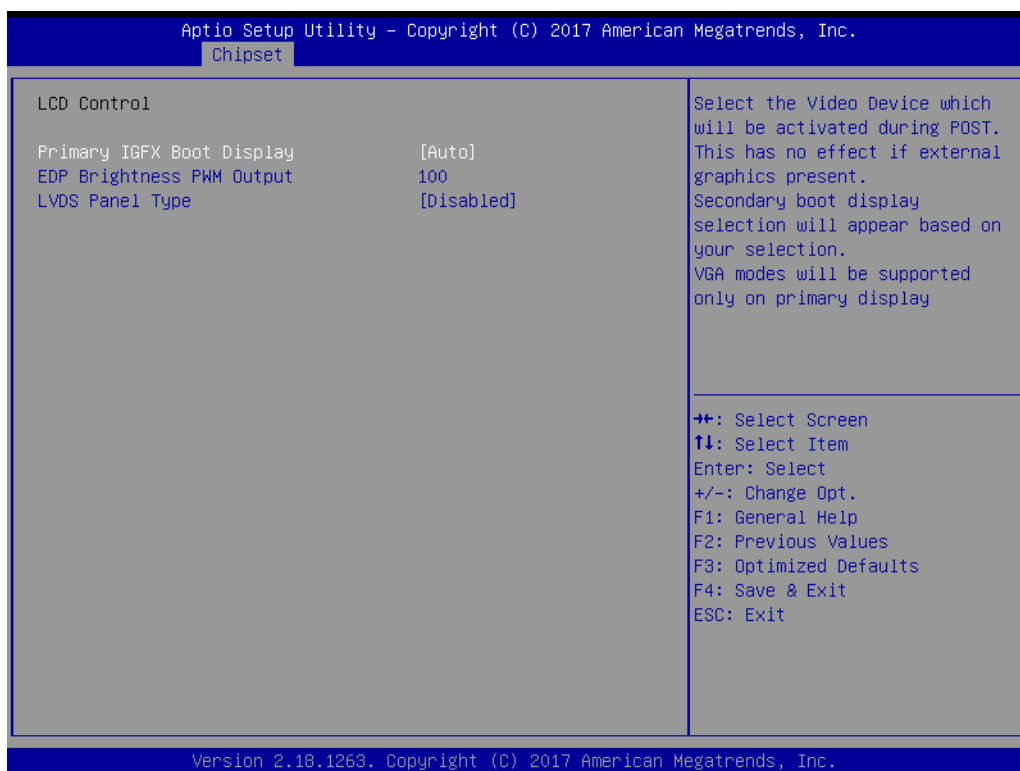 Aptio Setup Utility – Copyright (C) 2017 American Megatrends, Inc.
Chipset
LCD Control
Primary IGFX Boot Display [Auto]
EDP Brightness PWM Output 100
LVDS Panel Type [Disabled]
Select the Video Device which
will be activated during POST.
This has no effect if external
graphics present.
Secondary boot display
selection will appear based on
your selection.
VGA modes will be supported
only on primary display
→←: Select Screen
↑↓: Select Item
Enter: Select
+/-: Change Opt.
F1: General Help
F2: Previous Values
F3: Optimized Defaults
F4: Save & Exit
ESC: Exit
Version 2.18.1263. Copyright (C) 2017 American Megatrends, Inc.